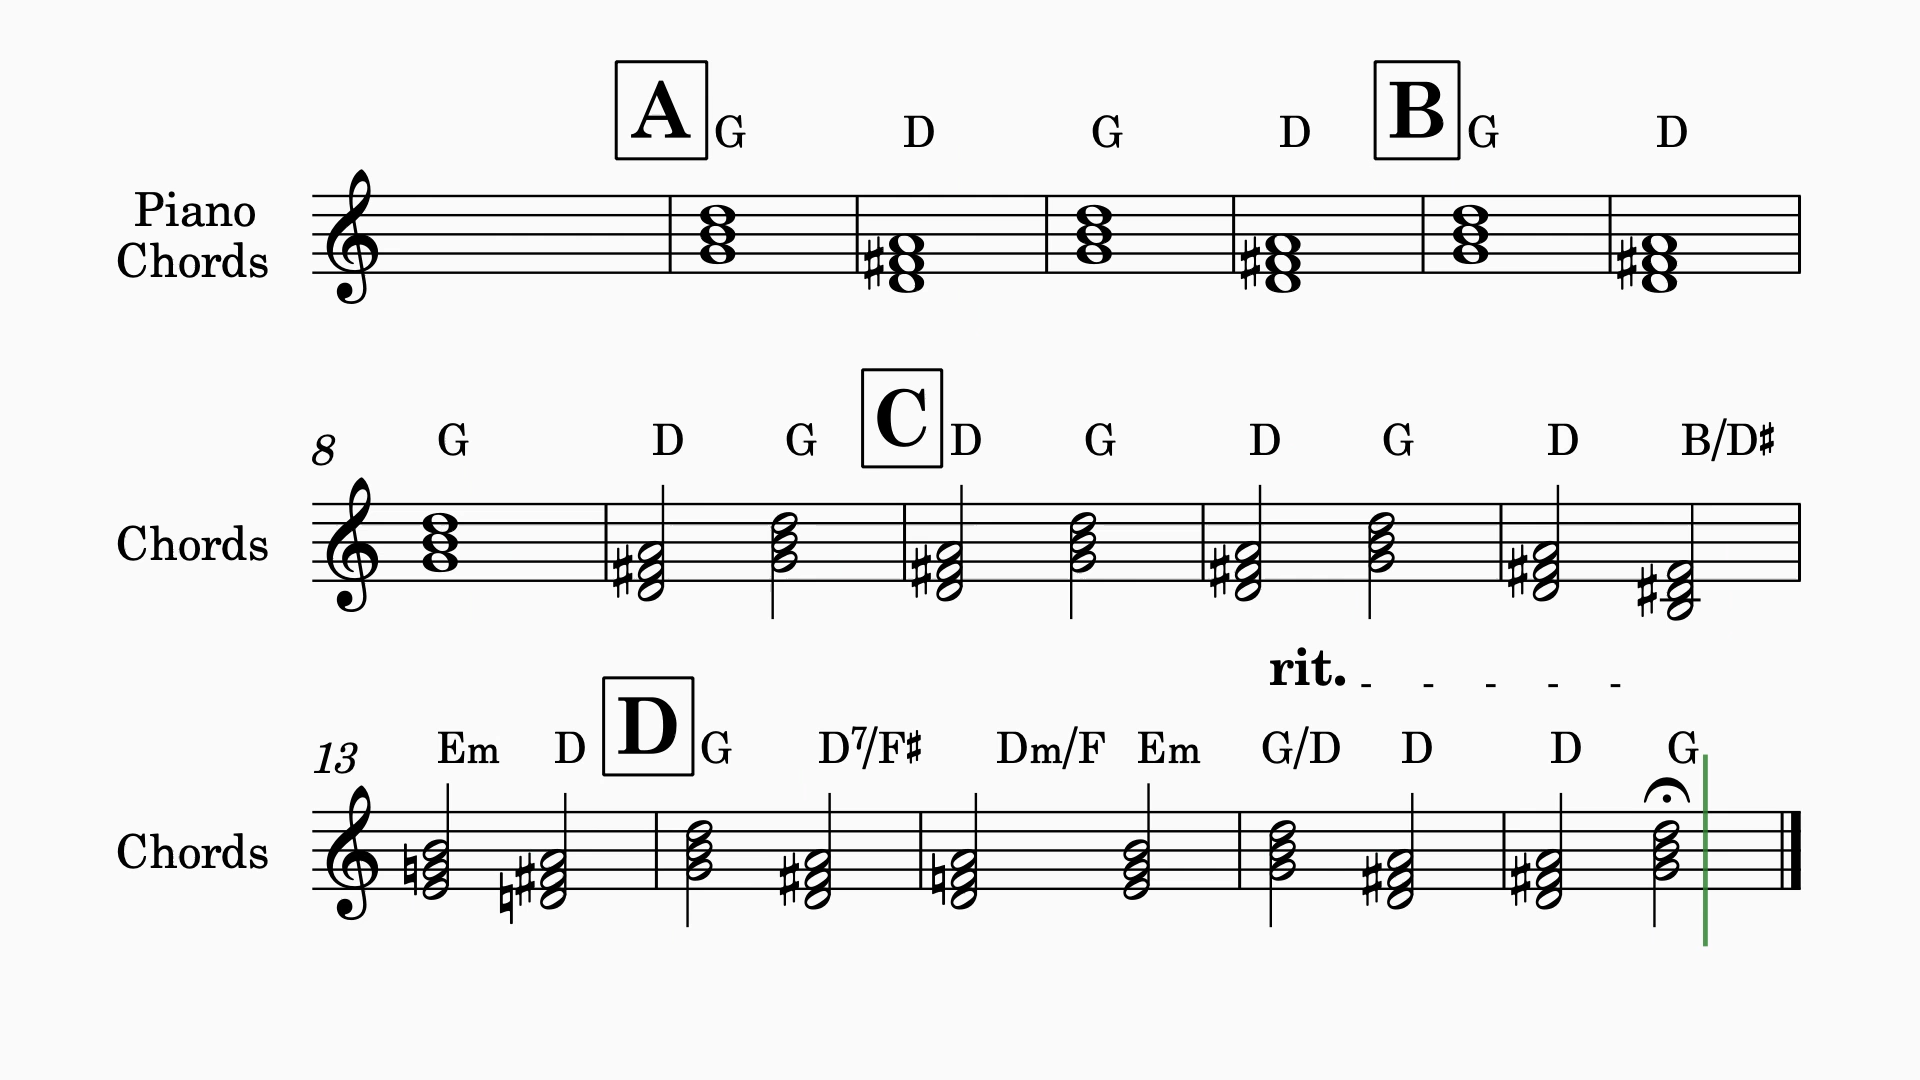 A G D G D B G D
Piano
Chords
8 G D G C D G D G D B/D♯
Chords
rit.
13 Em D D G D7/F♯ Dm/F Em G/D D D G
Chords